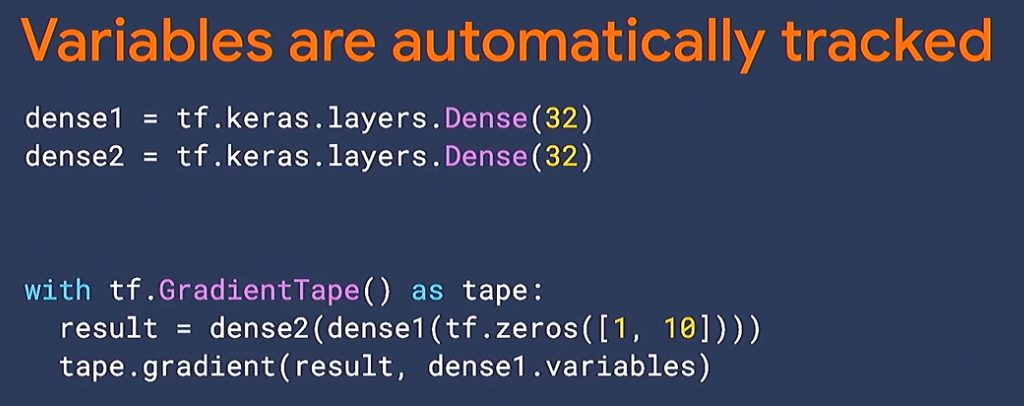 Variables are automatically tracked
dense1 = tf.keras.layers.Dense(32)
dense2 = tf.keras.layers.Dense(32)
with tf.GradientTape() as tape:
  result = dense2(dense1(tf.zeros([1, 10])))
  tape.gradient(result, dense1.variables)